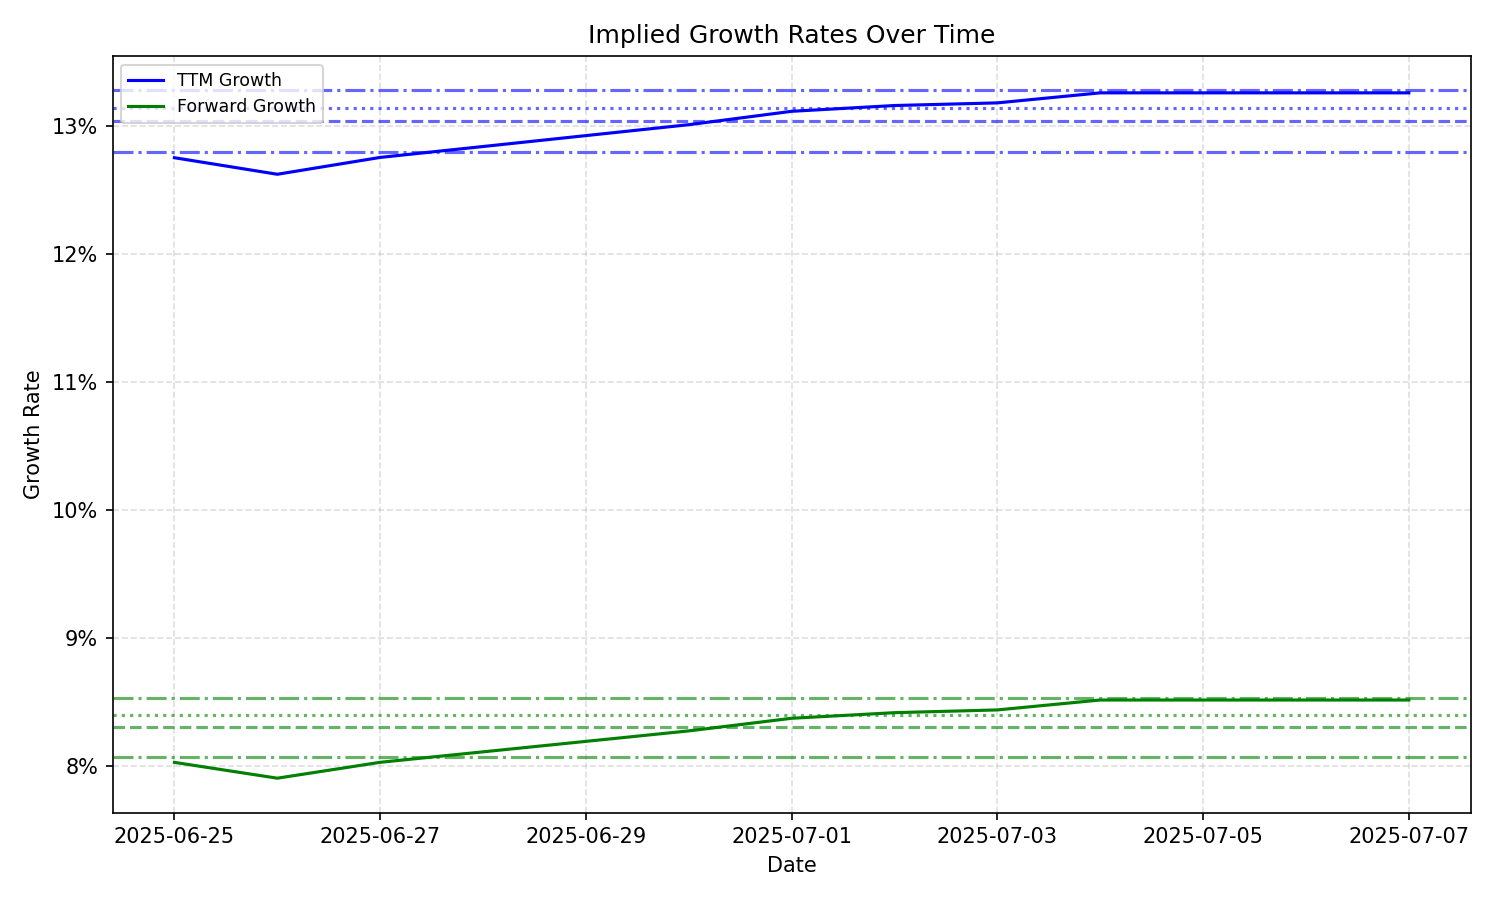 Implied Growth Rates Over Time
TTM Growth
Forward Growth
13%
12%
11%
10%
9%
8%
Growth Rate
2025-06-25 2025-06-27 2025-06-29 2025-07-01 2025-07-03 2025-07-05 2025-07-07
Date